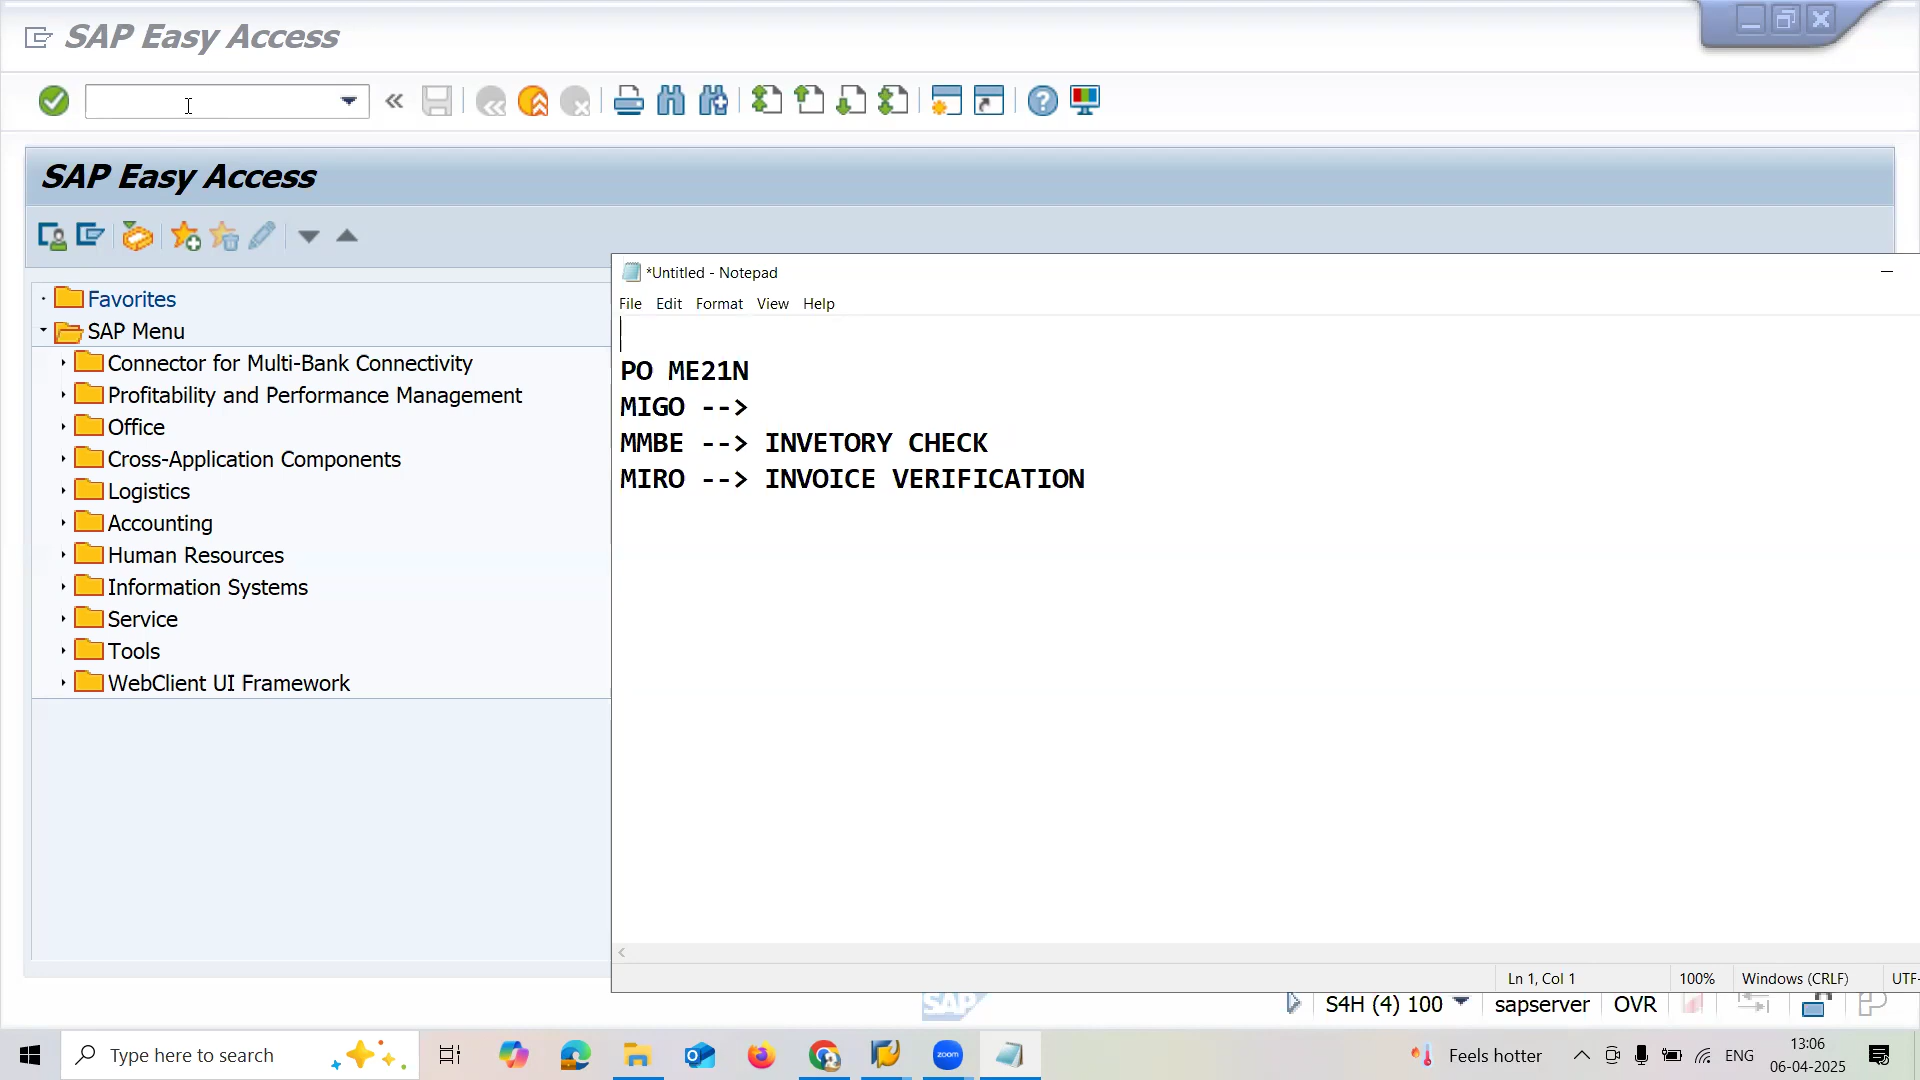 SAP Easy Access
SAP Easy Access
Favorites
SAP Menu
Connector for Multi-Bank Connectivity
Profitability and Performance Management
Office
Cross-Application Components
Logistics
Accounting
Human Resources
Information Systems
Service
Tools
WebClient UI Framework
*Untitled - Notepad
File Edit Format View Help
PO ME21N
MIGO -->
MMBE --> INVETORY CHECK
MIRO --> INVOICE VERIFICATION
Ln 1, Col 1 100% Windows (CRLF) UTF-
SAP S4H (4) 100 sapserver OVR
Type here to search zoom Feels hotter ENG 13:06
06-04-2025